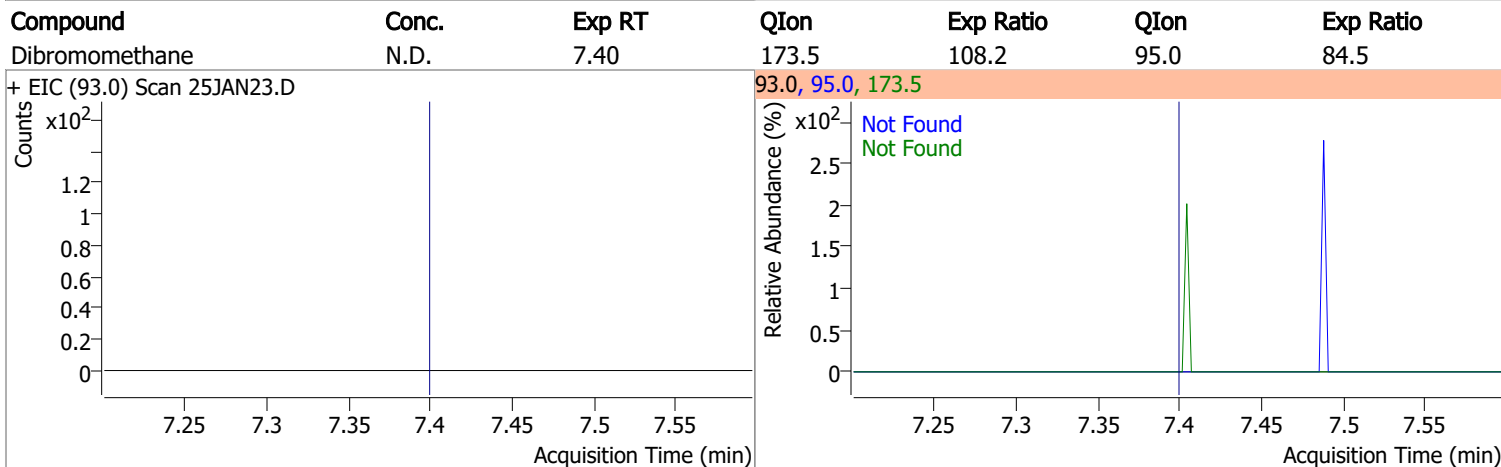 Compound Conc. Exp RT QIon Exp Ratio QIon Exp Ratio
Dibromomethane N.D. 7.40 173.5 108.2 95.0 84.5
+ EIC (93.0) Scan 25JAN23.D
Counts
x10²
1.2
1
0.8
0.6
0.4
0.2
0
7.25 7.3 7.35 7.4 7.45 7.5 7.55
Acquisition Time (min)
93.0, 95.0, 173.5
Relative Abundance (%)
x10²
Not Found
Not Found
2.5
2
1.5
1
0.5
0
7.25 7.3 7.35 7.4 7.45 7.5 7.55
Acquisition Time (min)